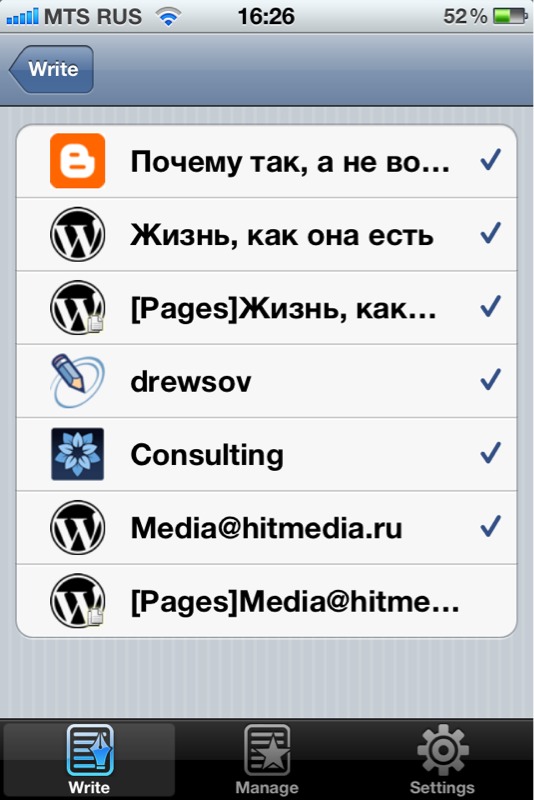 MTS RUS 16:26 52%
Write
Почему так, а не во...
Жизнь, как она есть
[Pages]Жизнь, как...
drewsov
Consulting
Media@hitmedia.ru
[Pages]Media@hitme...
Write Manage Settings